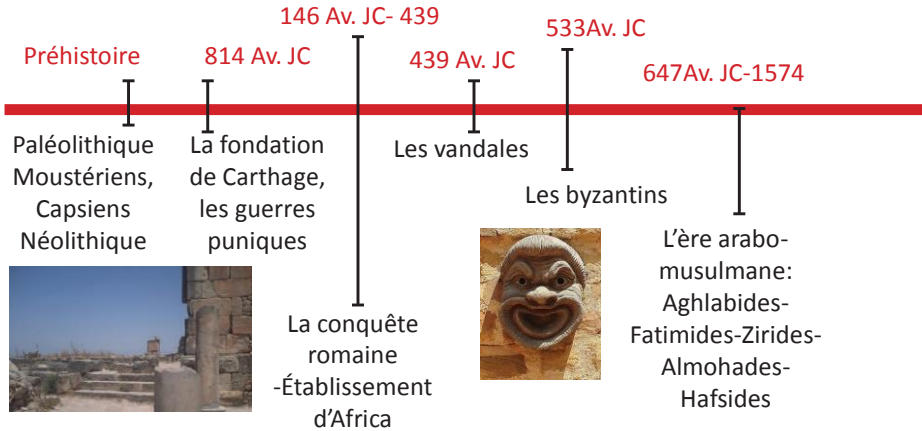 Préhistoire
Paléolithique
Moustériens,
Capsiens
Néolithique
814 Av. JC
La fondation
de Carthage,
les guerres
puniques
146 Av. JC- 439
La conquête
romaine
-Établissement
d’Africa
439 Av. JC
Les vandales
533Av. JC
Les byzantins
647Av. JC-1574
L’ère arabo-
musulmane:
Aghlabides-
Fatimides-Zirides-
Almohades-
Hafsides